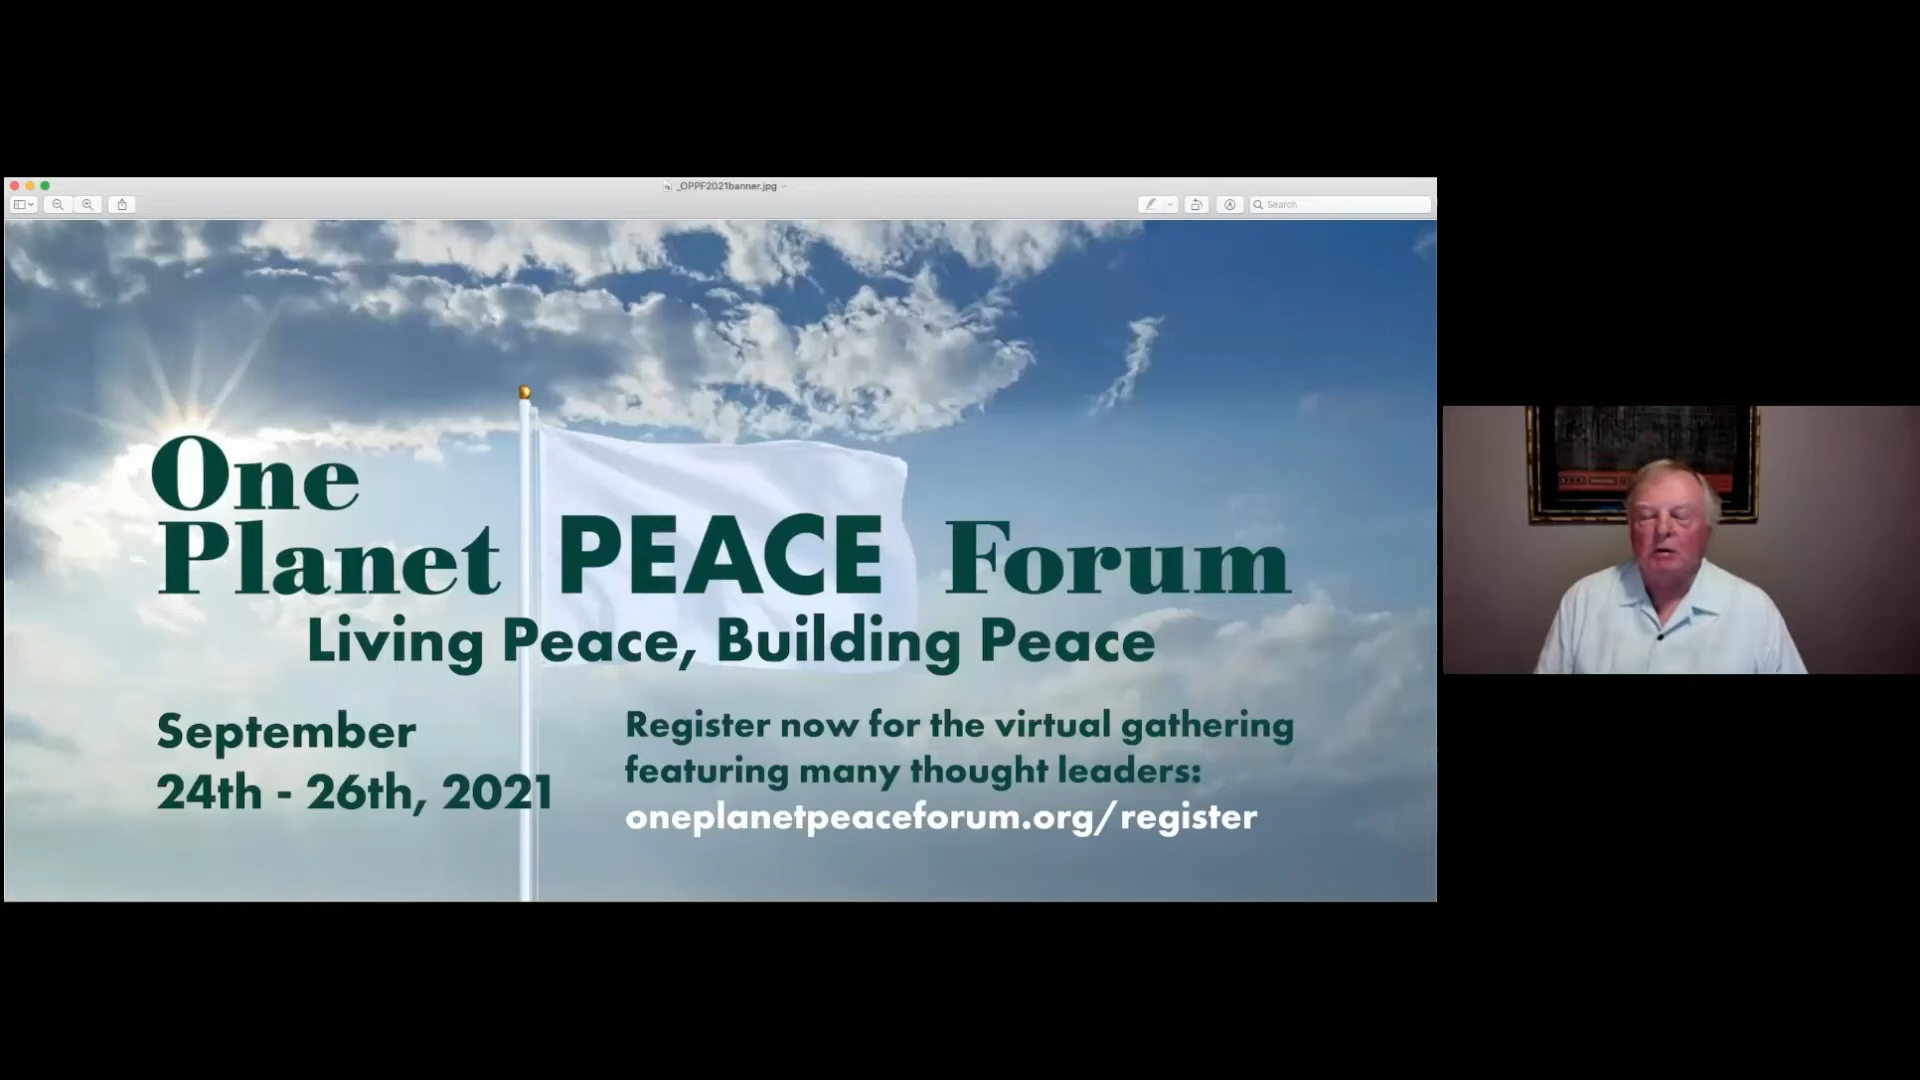 _OPPF2021banner.jpg
Search
One
Planet PEACE Forum
Living Peace, Building Peace
September
24th - 26th, 2021
Register now for the virtual gathering
featuring many thought leaders:
oneplanetpeaceforum.org/register